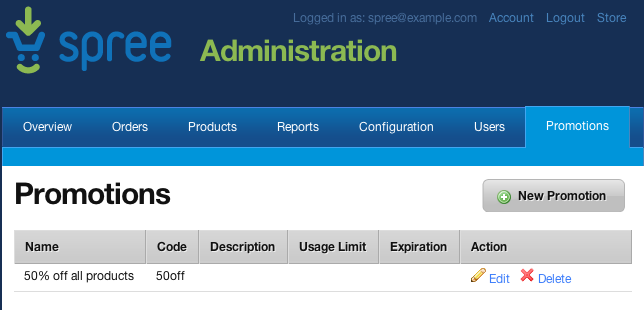 Logged in as: spree@example.com Account Logout Store
spree Administration
Overview Orders Products Reports Configuration Users Promotions
Promotions
New Promotion
Name Code Description Usage Limit Expiration Action
50% off all products 50off Edit Delete